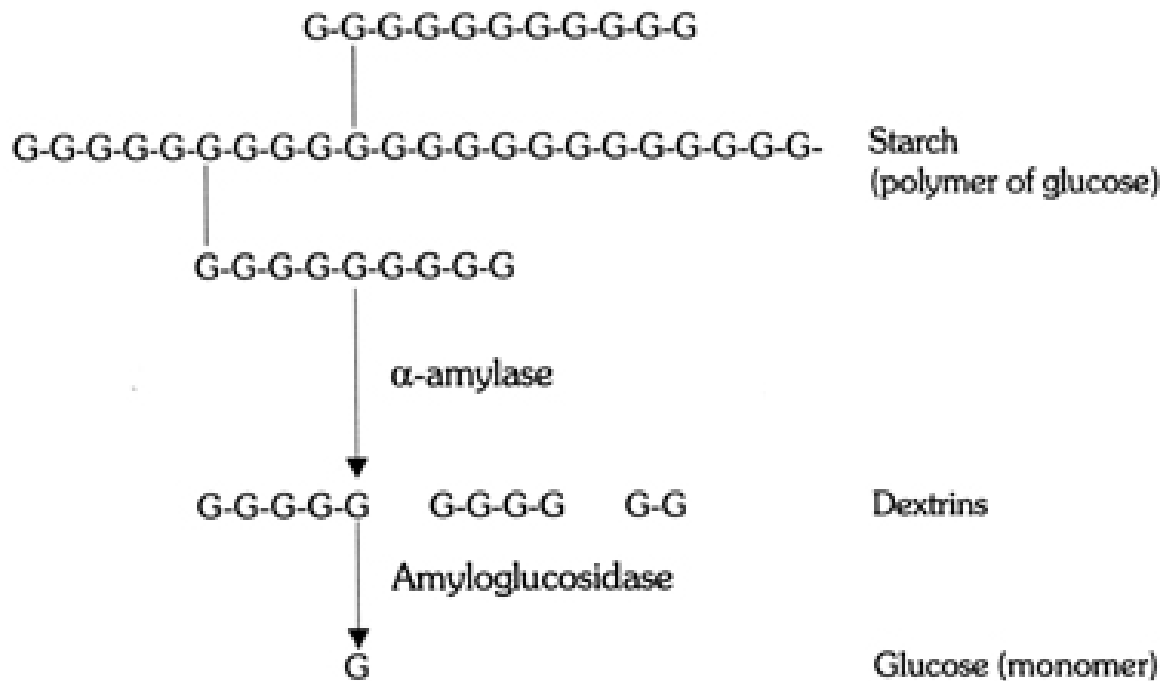 G-G-G-G-G-G-G-G-G-G-G
G-G-G-G-G-G-G-G-G-G-G-G-G-G-G-G-G-G-G-G-G-G- Starch
(polymer of glucose)
G-G-G-G-G-G-G-G-G
α-amylase
G-G-G-G-G G-G-G-G G-G Dextrins
Amyloglucosidase
G Glucose (monomer)